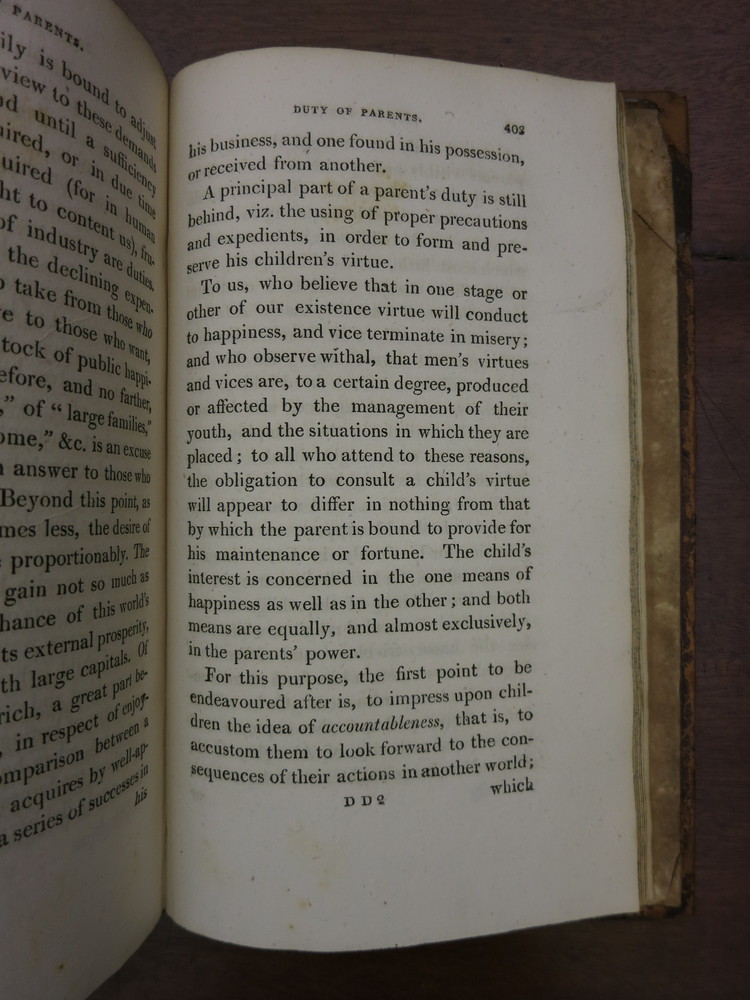 PARENTS.
ily is bound to adjust
view to these demands
nd until a sufficiency
uired, or in due time
quired (for in human
ht to content us), fru-
of industry are duties.
the declining expen-
o take from those who
e to those who want,
tock of public happi-
efore, and no farther,
," of "large families,"
ome," &c. is an excuse
n answer to those who
Beyond this point, as
mes less, the desire of
proportionably. The
gain not so much as
hance of this world's
ts external prosperity,
th large capitals. Of
rich, a great part be-
, in respect of enjoy-
omparison between a
acquires by well-ap-
a series of successes in
his
DUTY OF PARENTS. 403
his business, and one found in his possession,
or received from another.
A principal part of a parent's duty is still
behind, viz. the using of proper precautions
and expedients, in order to form and pre-
serve his children's virtue.
To us, who believe that in one stage or
other of our existence virtue will conduct
to happiness, and vice terminate in misery;
and who observe withal, that men's virtues
and vices are, to a certain degree, produced
or affected by the management of their
youth, and the situations in which they are
placed; to all who attend to these reasons,
the obligation to consult a child's virtue
will appear to differ in nothing from that
by which the parent is bound to provide for
his maintenance or fortune. The child's
interest is concerned in the one means of
happiness as well as in the other; and both
means are equally, and almost exclusively,
in the parents' power.
For this purpose, the first point to be
endeavoured after is, to impress upon chil-
dren the idea of accountableness, that is, to
accustom them to look forward to the con-
sequences of their actions in another world;
D D 2 which